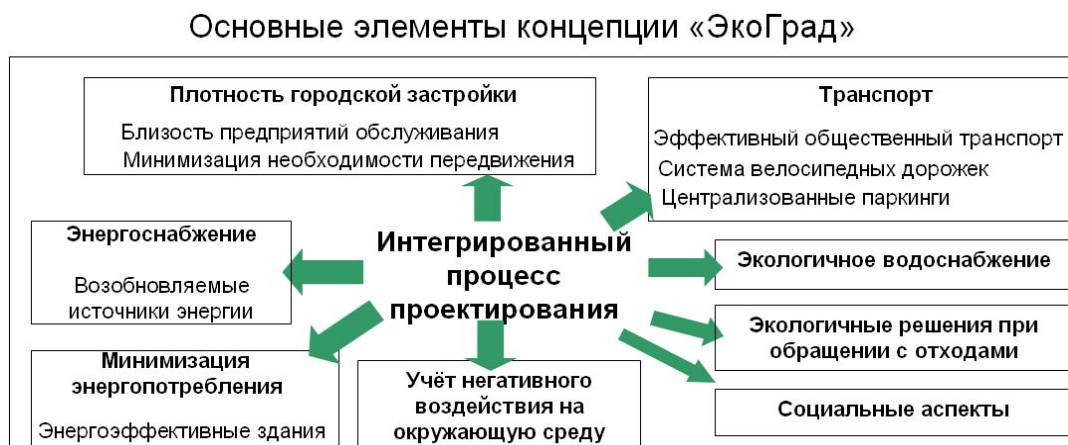 Основные элементы концепции «ЭкоГрад»
Плотность городской застройки
Близость предприятий обслуживания
Минимизация необходимости передвижения
Транспорт
Эффективный общественный транспорт
Система велосипедных дорожек
Централизованные паркинги
Энергоснабжение
Возобновляемые
источники энергии
Интегрированный
процесс
проектирования
Экологичное водоснабжение
Экологичные решения при
обращении с отходами
Минимизация
энергопотребления
Энергоэффективные здания
Учёт негативного
воздействия на
окружающую среду
Социальные аспекты